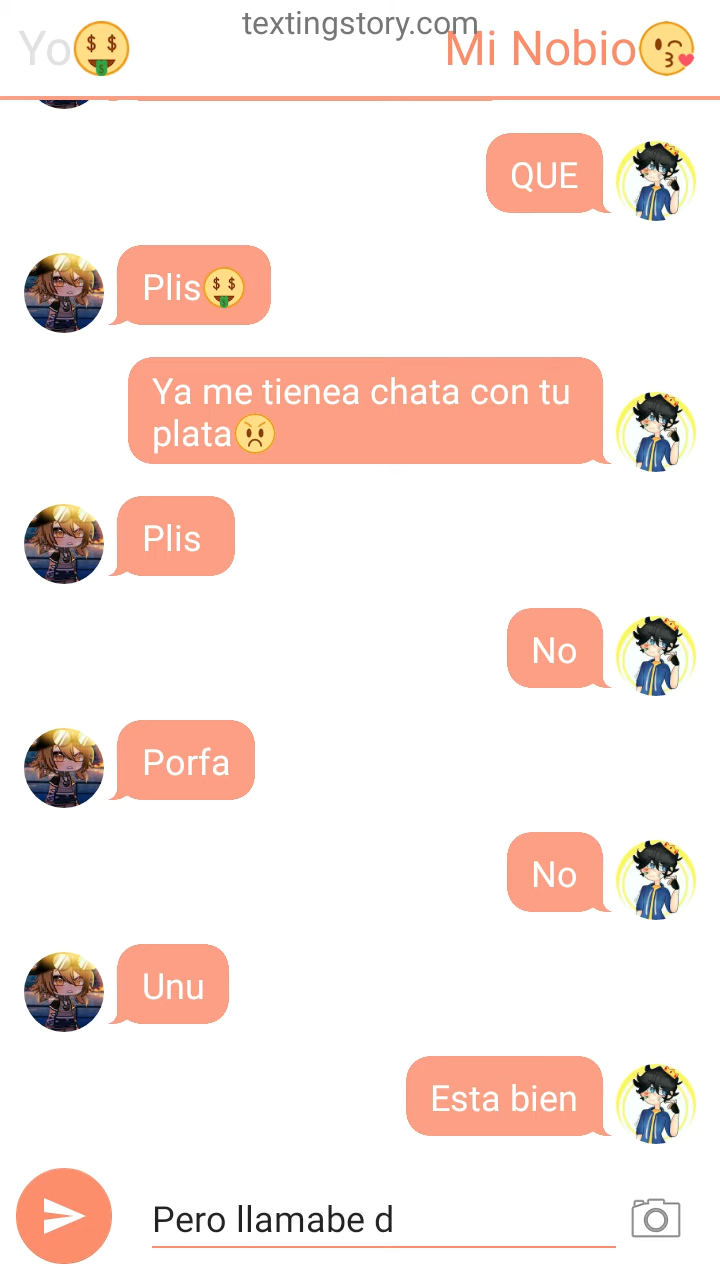 textingstory.com
Yo🤑
Mi Nobio😘
QUE
Plis🤑
Ya me tienea chata con tu
plata😠
Plis
No
Porfa
No
Unu
Esta bien
Pero llamabe d